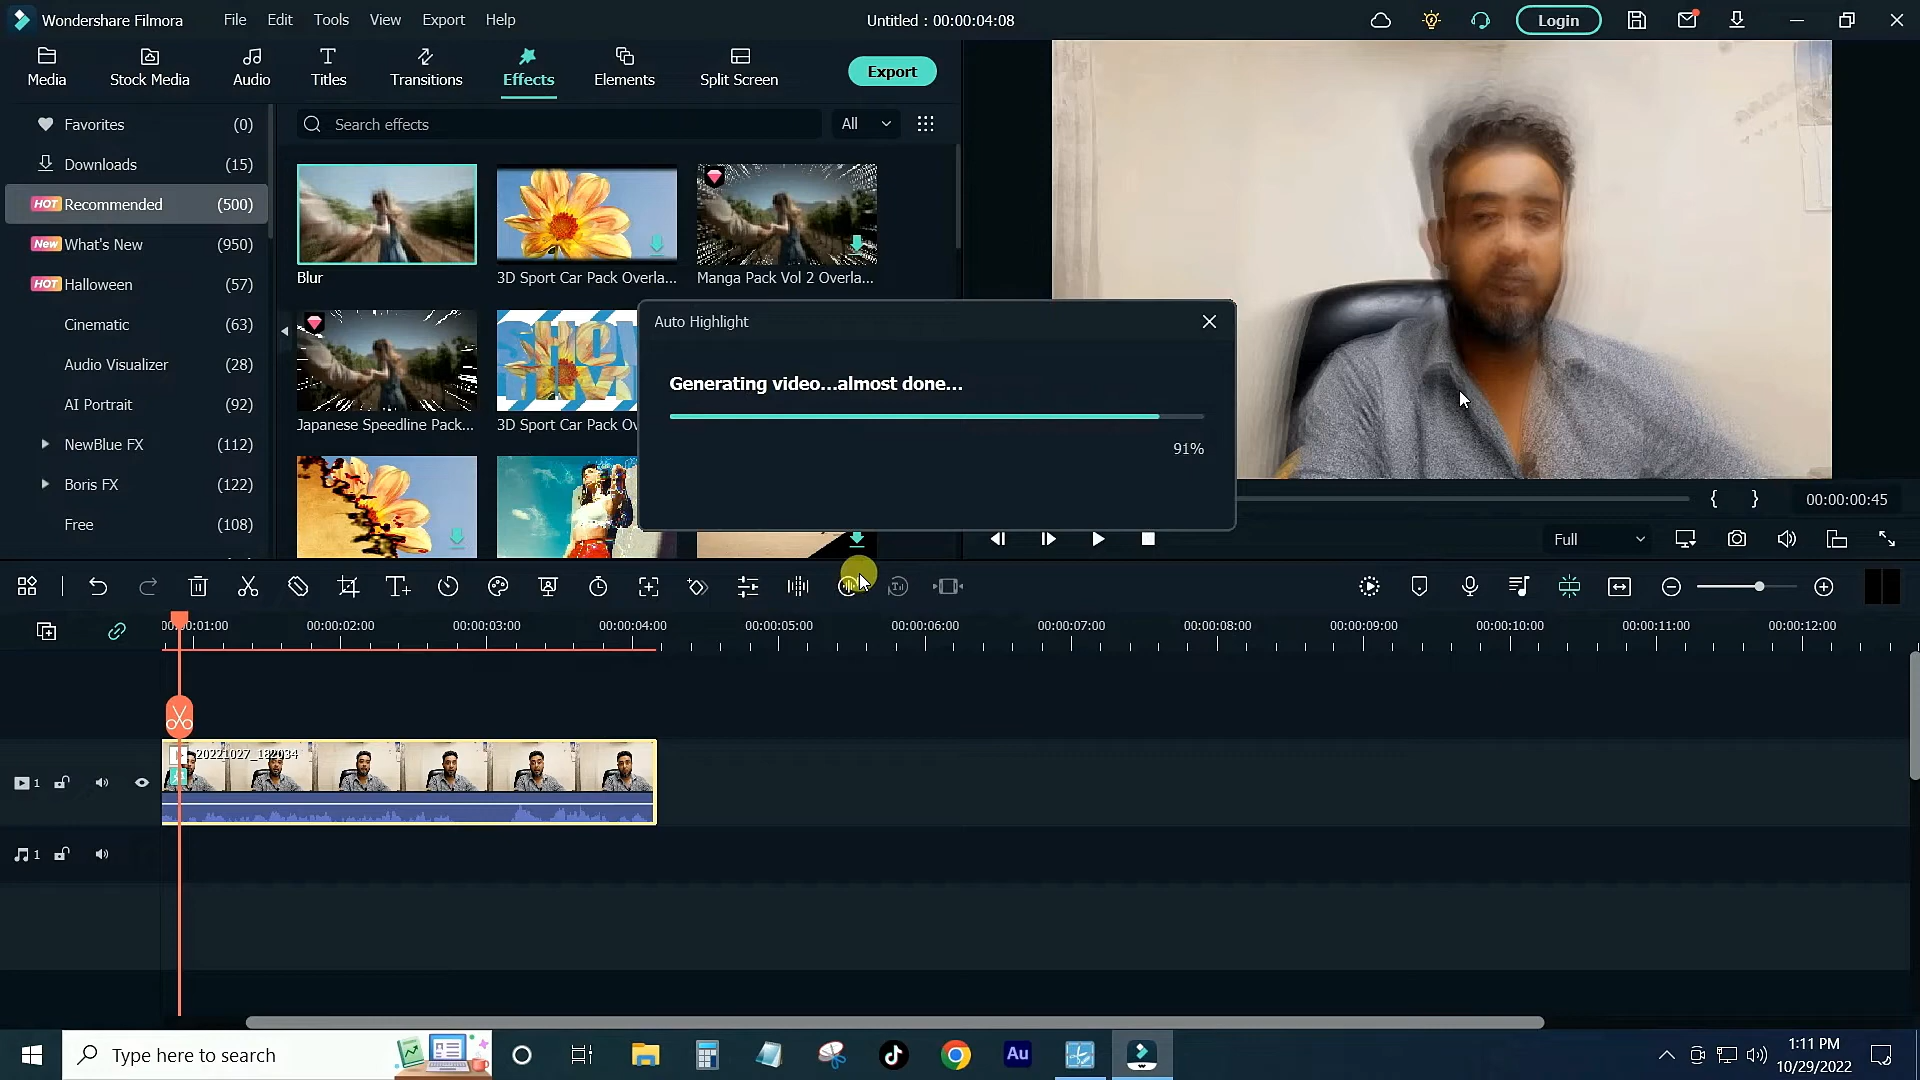 Wondershare Filmora
File Edit Tools View Export Help
Untitled : 00:00:04:08
Login
Media
Stock Media
Audio
Titles
Transitions
Effects
Elements
Split Screen
Export
Favorites (0)
Downloads (15)
HOT Recommended (500)
New What's New (950)
HOT Halloween (57)
Cinematic (63)
Audio Visualizer (28)
AI Portrait (92)
NewBlue FX (112)
Boris FX (122)
Free (108)
Search effects
All
Blur
3D Sport Car Pack Overla...
Manga Pack Vol 2 Overla...
Japanese Speedline Pack...
3D Sport Car Pack Ov
Auto Highlight
Generating video...almost done...
91%
{ } 00:00:00:45
Full
00:00:01:00 00:00:02:00 00:00:03:00 00:00:04:00 00:00:05:00 00:00:06:00 00:00:07:00 00:00:08:00 00:00:09:00 00:00:10:00 00:00:11:00 00:00:12:00
20221027_182034
1
1
Type here to search
Au
1:11 PM
10/29/2022